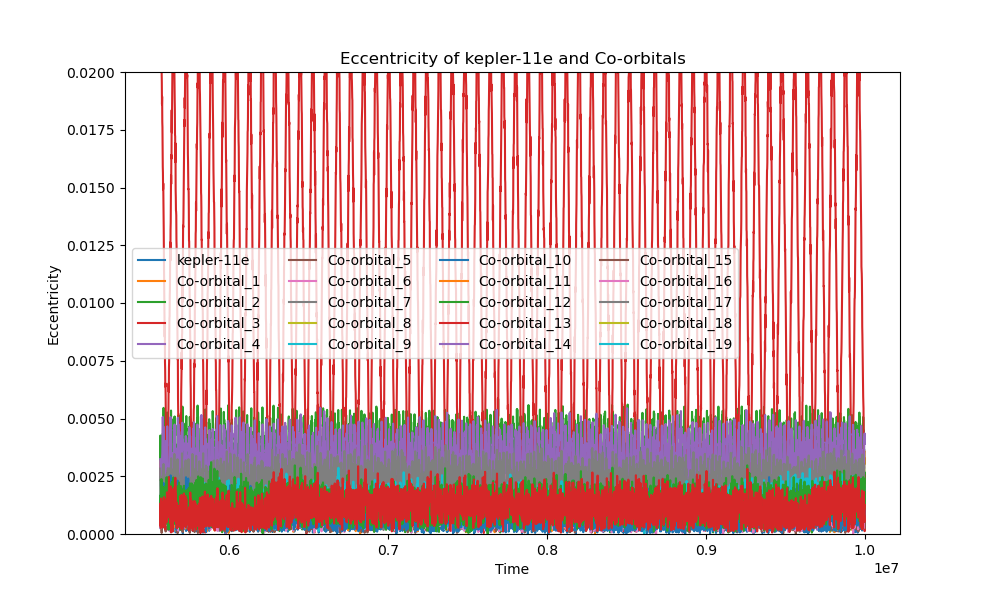 Eccentricity of kepler-11e and Co-orbitals
0.0200
0.0175
0.0150
0.0125
0.0100
0.0075
0.0050
0.0025
0.0000
Eccentricity
kepler-11e
Co-orbital_1
Co-orbital_2
Co-orbital_3
Co-orbital_4
Co-orbital_5
Co-orbital_6
Co-orbital_7
Co-orbital_8
Co-orbital_9
Co-orbital_10
Co-orbital_11
Co-orbital_12
Co-orbital_13
Co-orbital_14
Co-orbital_15
Co-orbital_16
Co-orbital_17
Co-orbital_18
Co-orbital_19
0.6 0.7 0.8 0.9 1.0
1e7
Time